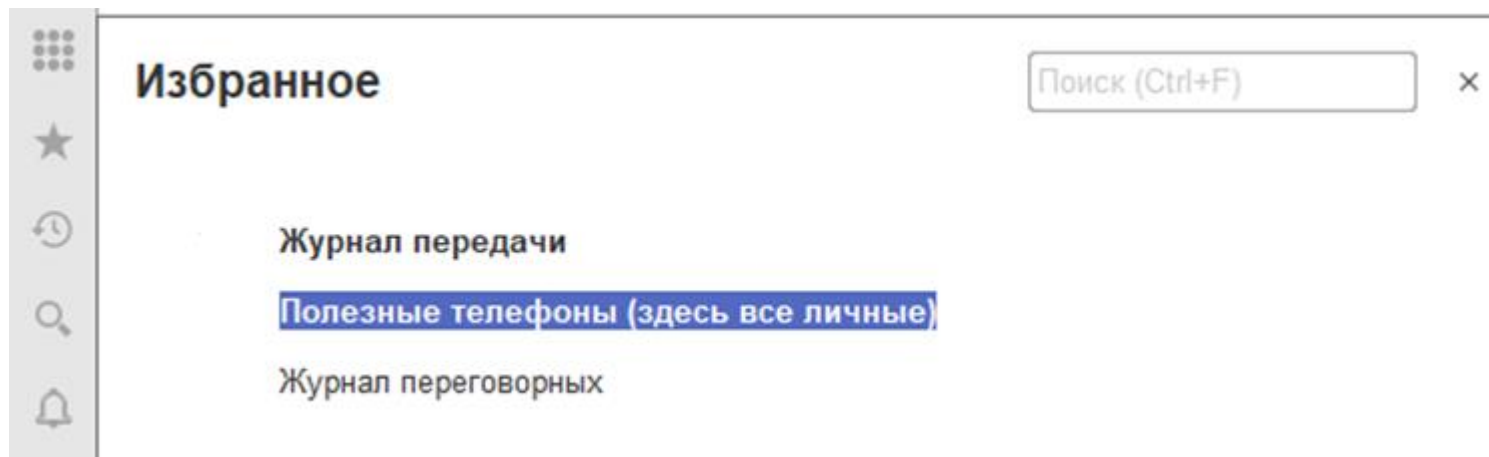 Избранное
Поиск (Ctrl+F)
Журнал передачи
Полезные телефоны (здесь все личные)
Журнал переговорных